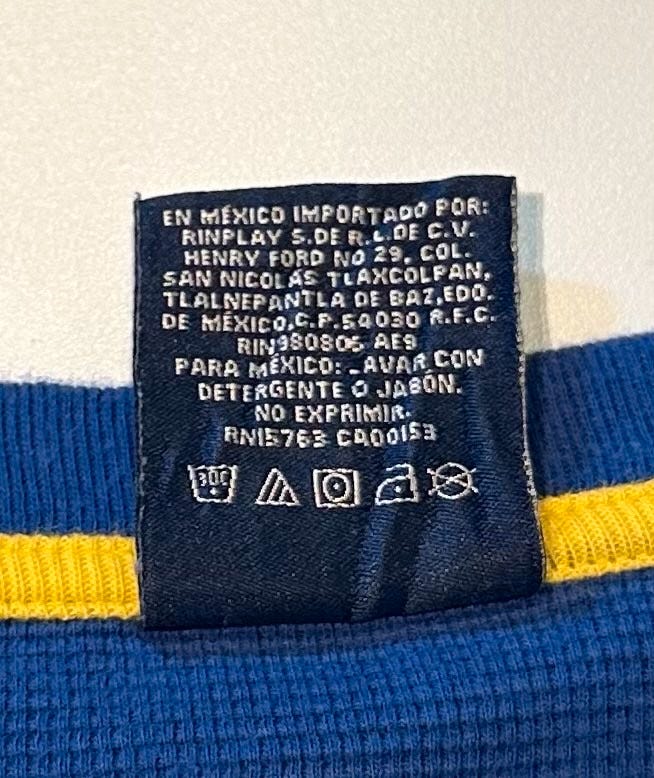 EN MÉXICO IMPORTADO POR:
RINPLAY S.DE R.L.DE C.V.
HENRY FORD NO 29, COL.
SAN NICOLÁS TLAXCOLPAN,
TLALNEPANTLA DE BAZ,EDO.
DE MÉXICO,C.P.54030 R.F.C.
RIN980805 AE9
PARA MÉXICO: LAVAR CON
DETERGENTE O JABÓN.
NO EXPRIMIR.
RN15763 CA00153
30C